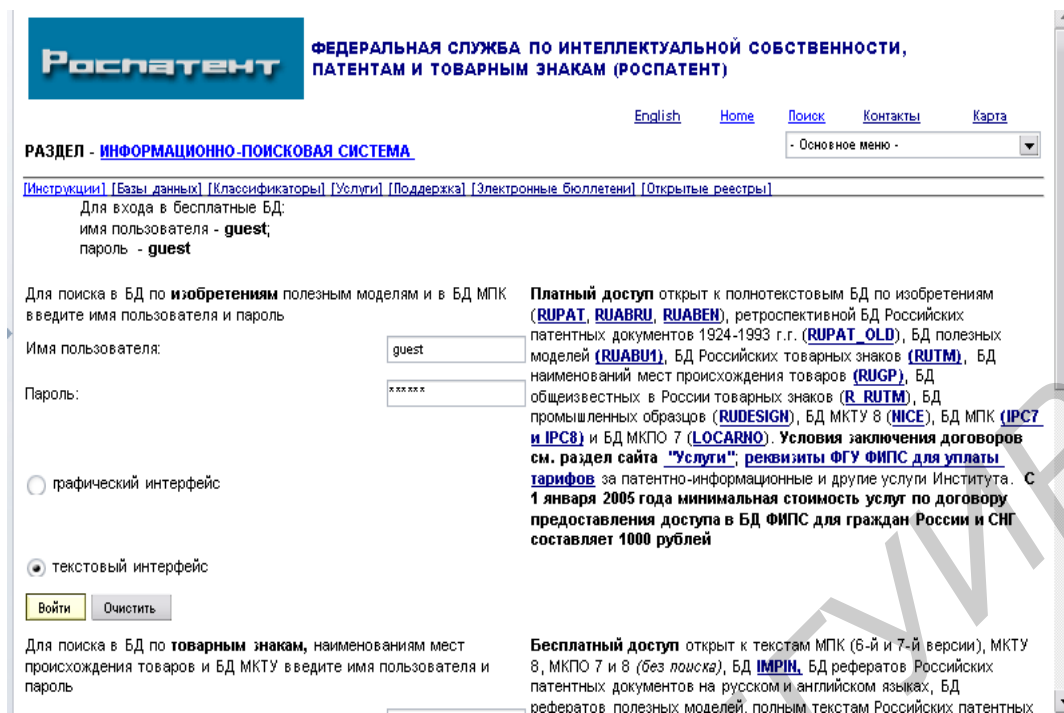 Роспатент
ФЕДЕРАЛЬНАЯ СЛУЖБА ПО ИНТЕЛЛЕКТУАЛЬНОЙ СОБСТВЕННОСТИ,
ПАТЕНТАМ И ТОВАРНЫМ ЗНАКАМ (РОСПАТЕНТ)
English Home Поиск Контакты Карта
- Основное меню -
РАЗДЕЛ - ИНФОРМАЦИОННО-ПОИСКОВАЯ СИСТЕМА
[Инструкции] [Базы данных] [Классификаторы] [Услуги] [Поддержка] [Электронные бюллетени] [Открытые реестры]
Для входа в бесплатные БД:
имя пользователя - guest;
пароль - guest
Для поиска в БД по изобретениям полезным моделям и в БД МПК
введите имя пользователя и пароль
Имя пользователя:
guest
Пароль:
******
графический интерфейс
текстовый интерфейс
Войти Очистить
Для поиска в БД по товарным знакам, наименованиям мест
происхождения товаров и БД МКТУ введите имя пользователя и
пароль
Платный доступ открыт к полнотекстовым БД по изобретениям
(RUPAT, RUABRU, RUABEN), ретроспективной БД Российских
патентных документов 1924-1993 г.г. (RUPAT_OLD), БД полезных
моделей (RUABU1), БД Российских товарных знаков (RUTM), БД
наименований мест происхождения товаров (RUGP), БД
общеизвестных в России товарных знаков (R_RUTM), БД
промышленных образцов (RUDESIGN), БД МКТУ 8 (NICE), БД МПК (IPC7
и IPC8) и БД МКПО 7 (LOCARNO). Условия заключения договоров
см. раздел сайта "Услуги"; реквизиты ФГУ ФИПС для уплаты
тарифов за патентно-информационные и другие услуги Института. С
1 января 2005 года минимальная стоимость услуг по договору
предоставления доступа в БД ФИПС для граждан России и СНГ
составляет 1000 рублей
Бесплатный доступ открыт к текстам МПК (6-й и 7-й версии), МКТУ
8, МКПО 7 и 8 (без поиска), БД IMPIN, БД рефератов Российских
патентных документов на русском и английском языках, БД
рефератов полезных моделей, полным текстам Российских патентных